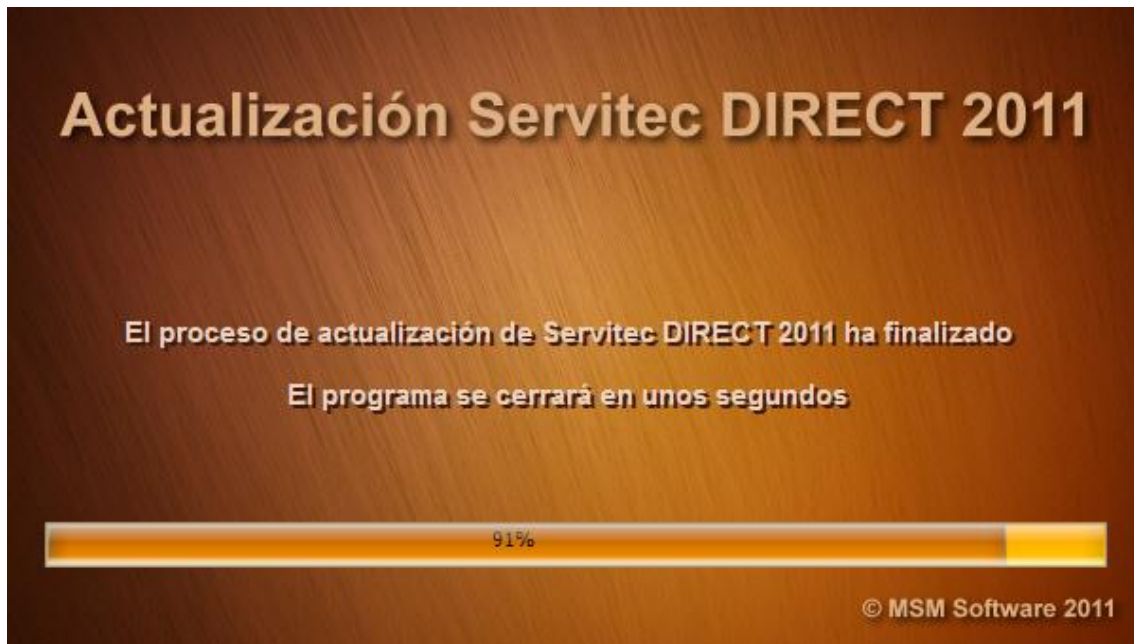 Actualización Servitec DIRECT 2011
El proceso de actualización de Servitec DIRECT 2011 ha finalizado
El programa se cerrará en unos segundos
91%
© MSM Software 2011